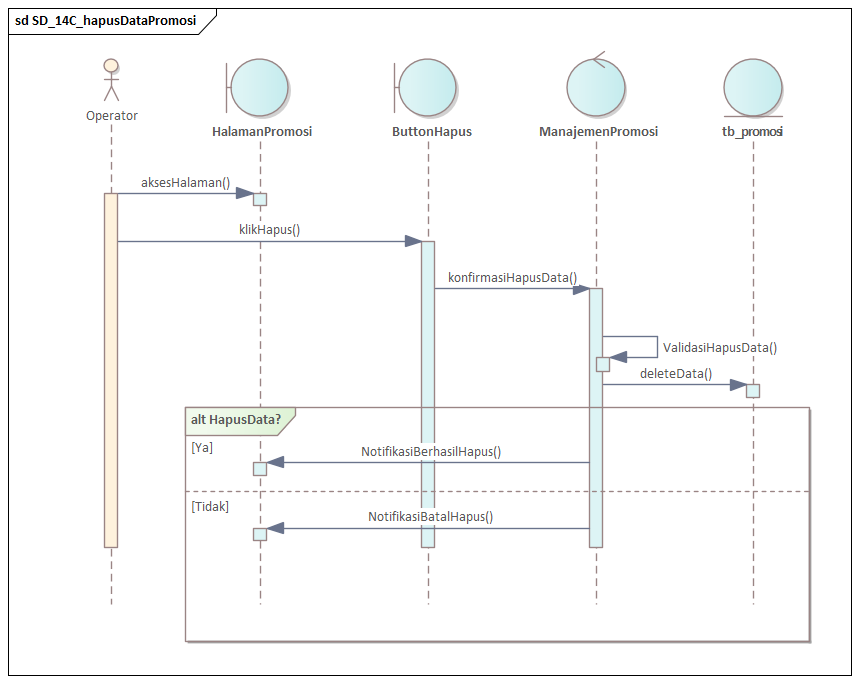 sd SD_14C_hapusDataPromosi
Operator
HalamanPromosi
ButtonHapus
ManajemenPromosi
tb_promosi
aksesHalaman()
klikHapus()
konfirmasiHapusData()
ValidasiHapusData()
deleteData()
alt HapusData?
[Ya]
NotifikasiBerhasilHapus()
[Tidak]
NotifikasiBatalHapus()